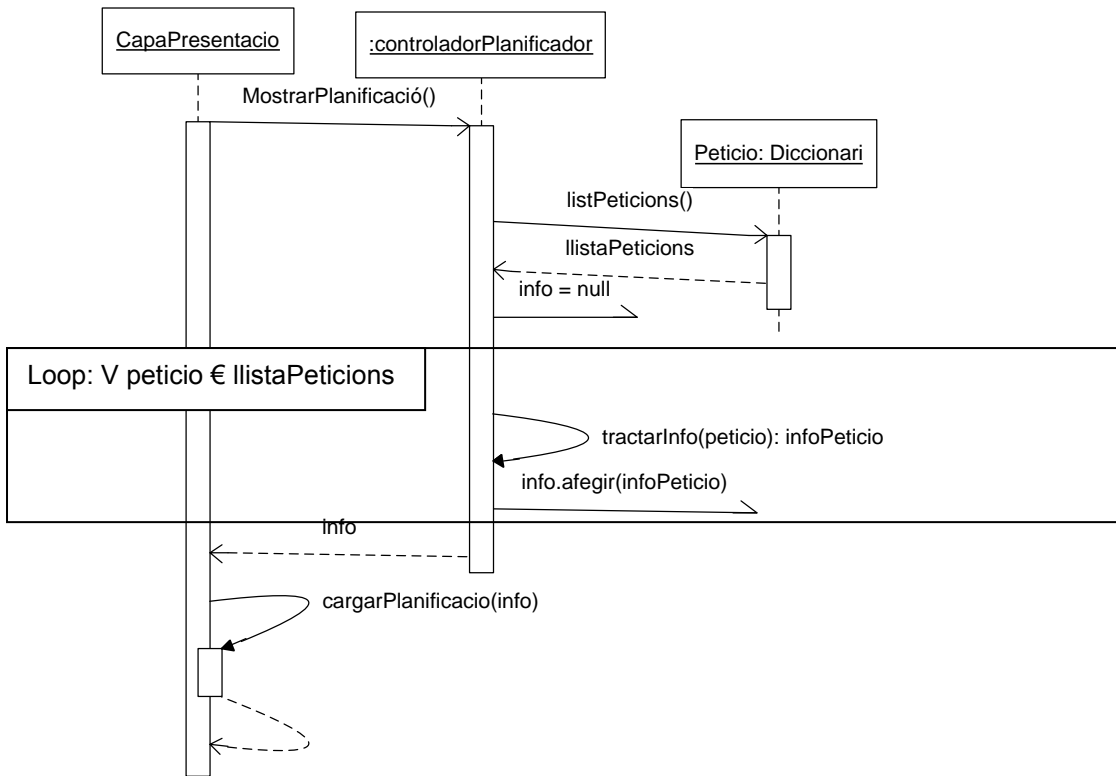 CapaPresentacio
:controladorPlanificador
MostrarPlanificació()
Peticio: Diccionari
listPeticions()
llistaPeticions
info = null
Loop: V peticio € llistaPeticions
tractarInfo(peticio): infoPeticio
info.afegir(infoPeticio)
info
cargarPlanificacio(info)